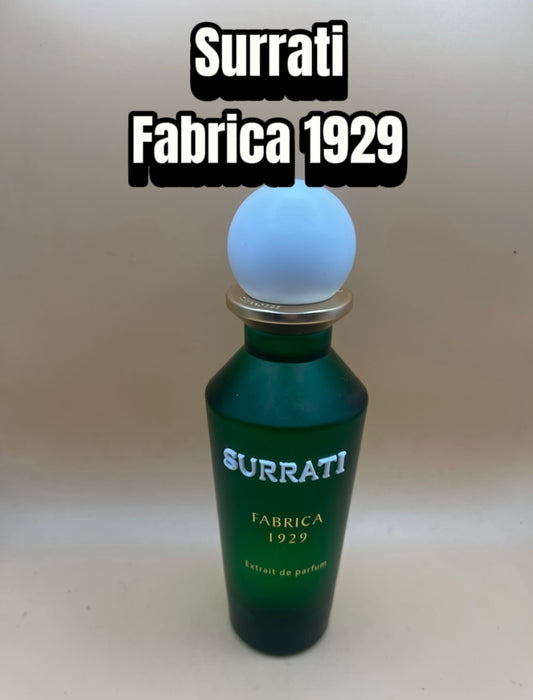 Surrati
Fabrica 1929
SURRATI
FABRICA
1929
Extrait de parfum